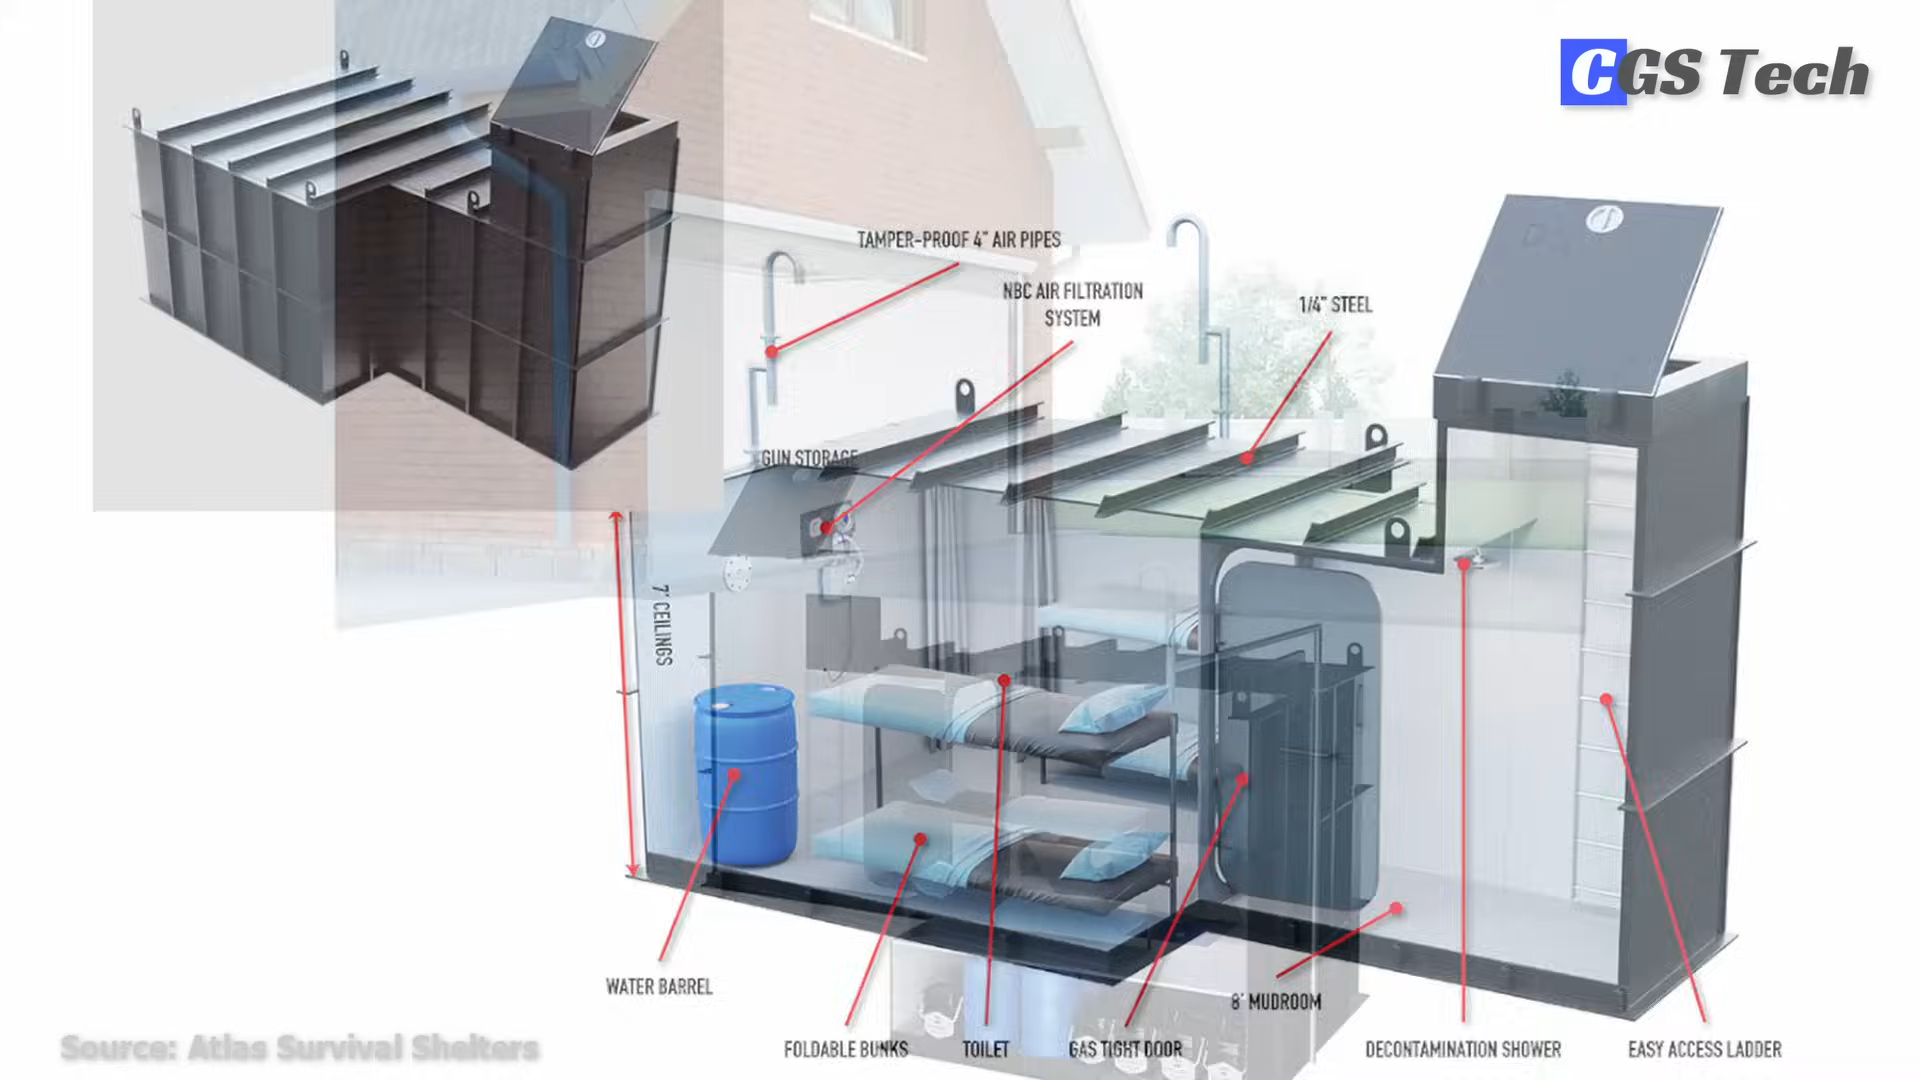 CGS Tech
TAMPER-PROOF 4" AIR PIPES
NBC AIR FILTRATION
SYSTEM
1/4" STEEL
GUN STORAGE
7' CEILINGS
WATER BARREL
8' MUDROOM
FOLDABLE BUNKS
TOILET
GAS TIGHT DOOR
DECONTAMINATION SHOWER
EASY ACCESS LADDER
Source: Atlas Survival Shelters